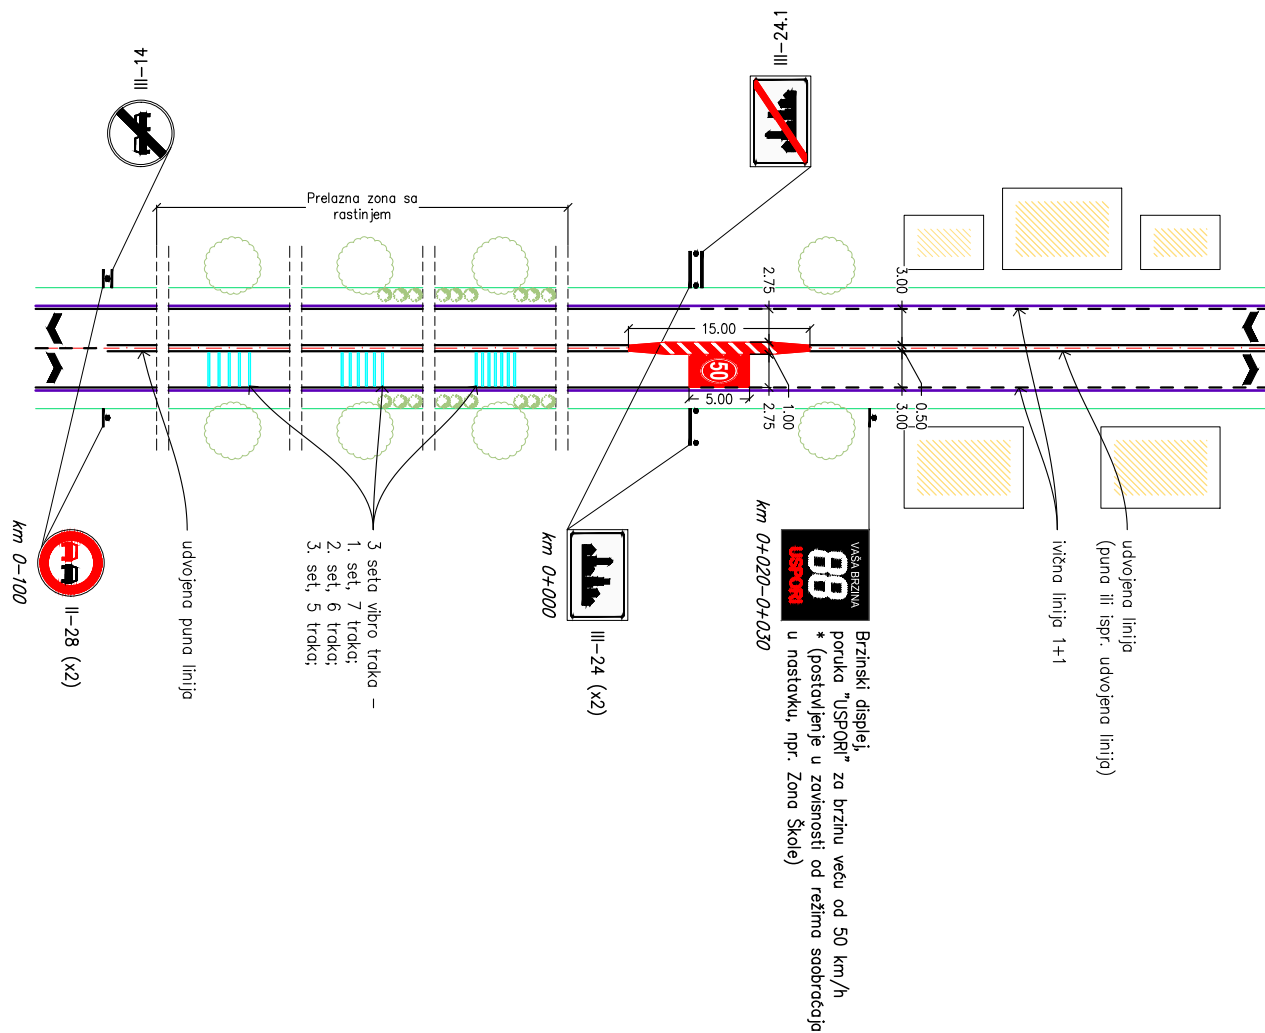 III-14
III-24.1
Prelazna zona sa
rastinjem
15.00
2.75
3.00
50
5.00
2.75
1.00
3.00
0.50
km 0-100
II-28 (x2)
udvojena puna linija
3 seta vibro traka –
1. set, 7 traka;
2. set, 6 traka;
3. set, 5 traka;
km 0+000
III-24 (x2)
km 0+020-0+030
VAŠA BRZINA
88
USPORI
Brzinski displej,
poruka "USPORI" za brzinu veću od 50 km/h
* (postavljenje u zavisnosti od režima saobraćaja
u nastavku, npr. Zona Škole)
ivična linija 1+1
udvojena linija
(puna ili ispr. udvojena linija)